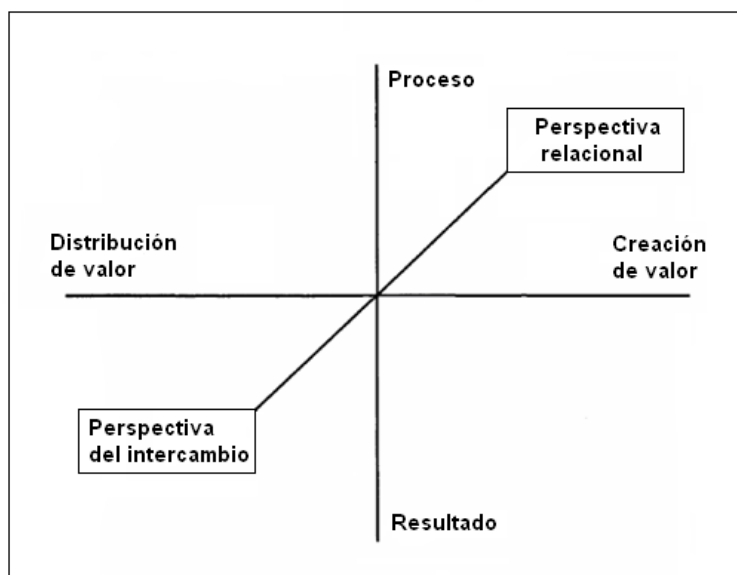 Proceso
Perspectiva
relacional
Distribución
de valor
Creación
de valor
Perspectiva
del intercambio
Resultado